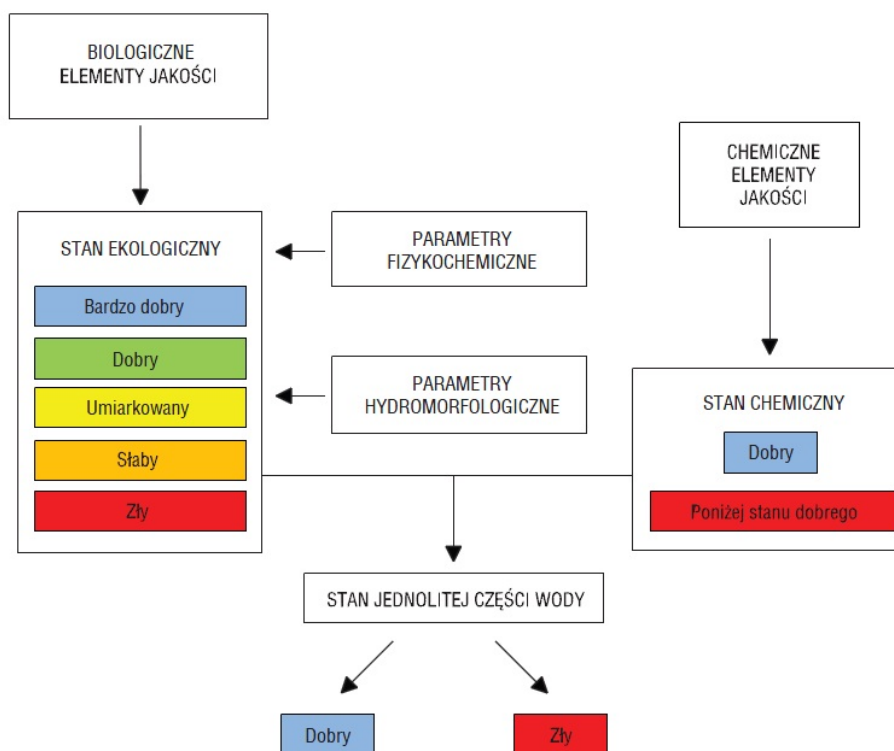 BIOLOGICZNE
ELEMENTY JAKOŚCI
CHEMICZNE
ELEMENTY
JAKOŚCI
STAN EKOLOGICZNY
Bardzo dobry
Dobry
Umiarkowany
Słaby
Zły
PARAMETRY
FIZYKOCHEMICZNE
PARAMETRY
HYDROMORFOLOGICZNE
STAN CHEMICZNY
Dobry
Poniżej stanu dobrego
STAN JEDNOLITEJ CZĘŚCI WODY
Dobry
Zły